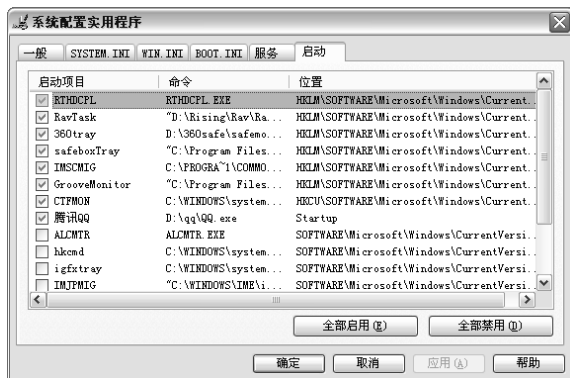 系统配置实用程序
一般 SYSTEM.INI WIN.INI BOOT.INI 服务 启动
启动项目 命令 位置
RTHDCPL RTHDCPL.EXE HKLM\SOFTWARE\Microsoft\Windows\Current..
RavTask "D:\Rising\Rav\Ra... HKLM\SOFTWARE\Microsoft\Windows\Current..
360tray D:\360safe\safemo... HKLM\SOFTWARE\Microsoft\Windows\Current..
safeboxTray "C:\Program Files... HKLM\SOFTWARE\Microsoft\Windows\Current..
IMSCMIG C:\PROGRA~1\COMMO... HKLM\SOFTWARE\Microsoft\Windows\Current..
GrooveMonitor "C:\Program Files... HKLM\SOFTWARE\Microsoft\Windows\Current..
CTFMON C:\WINDOWS\system... HKCU\SOFTWARE\Microsoft\Windows\Current..
腾讯QQ D:\qq\QQ.exe Startup
ALCMTR ALCMTR.EXE SOFTWARE\Microsoft\Windows\CurrentVersi..
hkcmd C:\WINDOWS\system... SOFTWARE\Microsoft\Windows\CurrentVersi..
igfxtray C:\WINDOWS\system... SOFTWARE\Microsoft\Windows\CurrentVersi..
IMJPMIG "C:\WINDOWS\IME\i... SOFTWARE\Microsoft\Windows\CurrentVersi..
全部启用(E) 全部禁用(D)
确定 取消 应用(A) 帮助